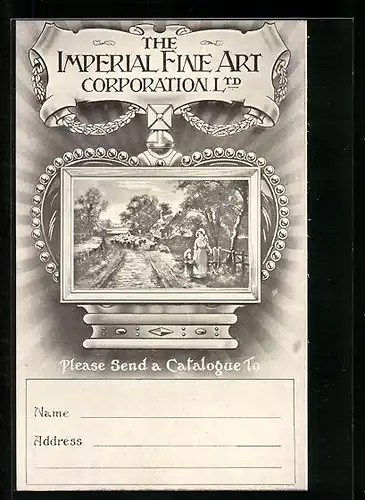 THE
IMPERIAL FINE ART
CORPORATION LTD
Please Send a Catalogue To
Name
Address